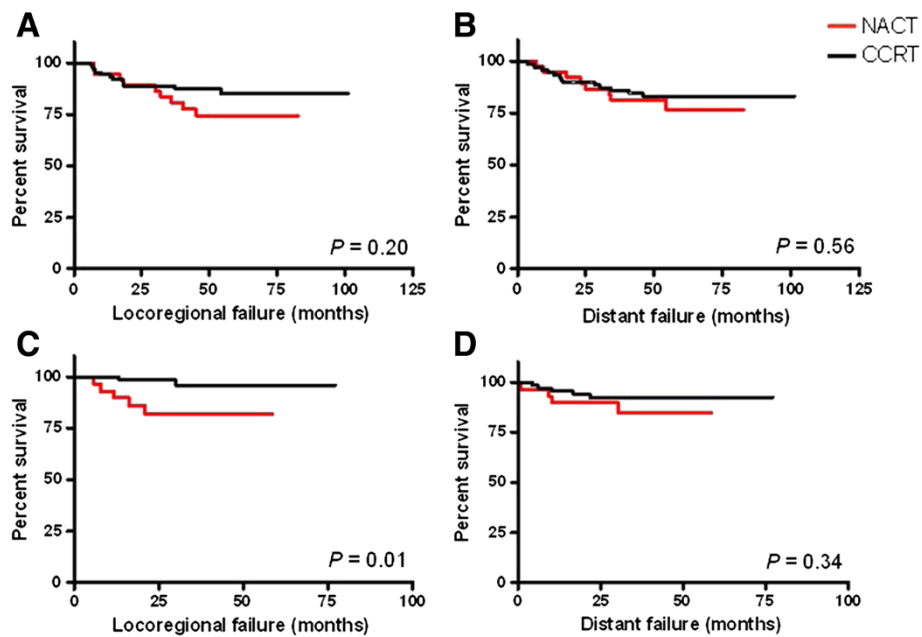 A
Percent survival
100
75
50
25
0
0 25 50 75 100 125
Locoregional failure (months)
P = 0.20
B
Percent survival
100
75
50
25
0
0 25 50 75 100 125
Distant failure (months)
P = 0.56
NACT
CCRT
C
Percent survival
100
75
50
25
0
0 25 50 75 100
Locoregional failure (months)
P = 0.01
D
Percent survival
100
75
50
25
0
0 25 50 75 100
Distant failure (months)
P = 0.34